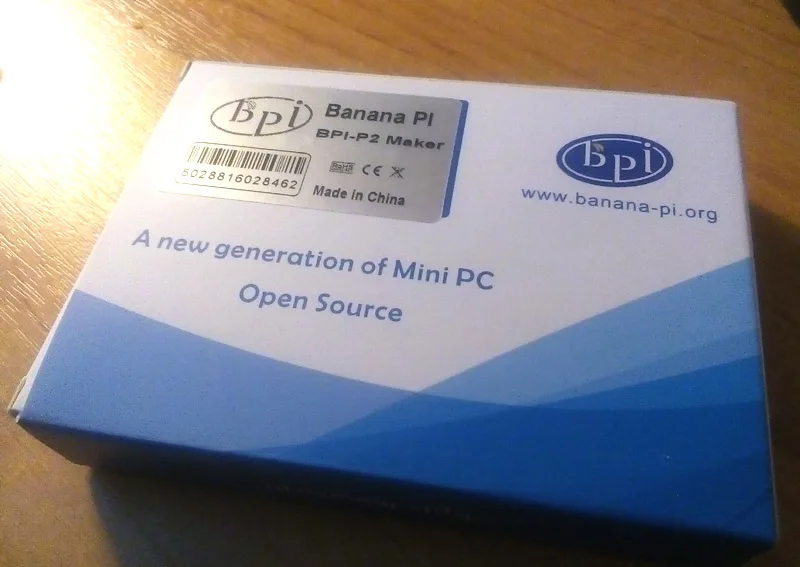 bpi
Banana PI
BPI-P2 Maker
5028816028462
RoHS CE
Made in China
bpi
www.banana-pi.org
A new generation of Mini PC
Open Source